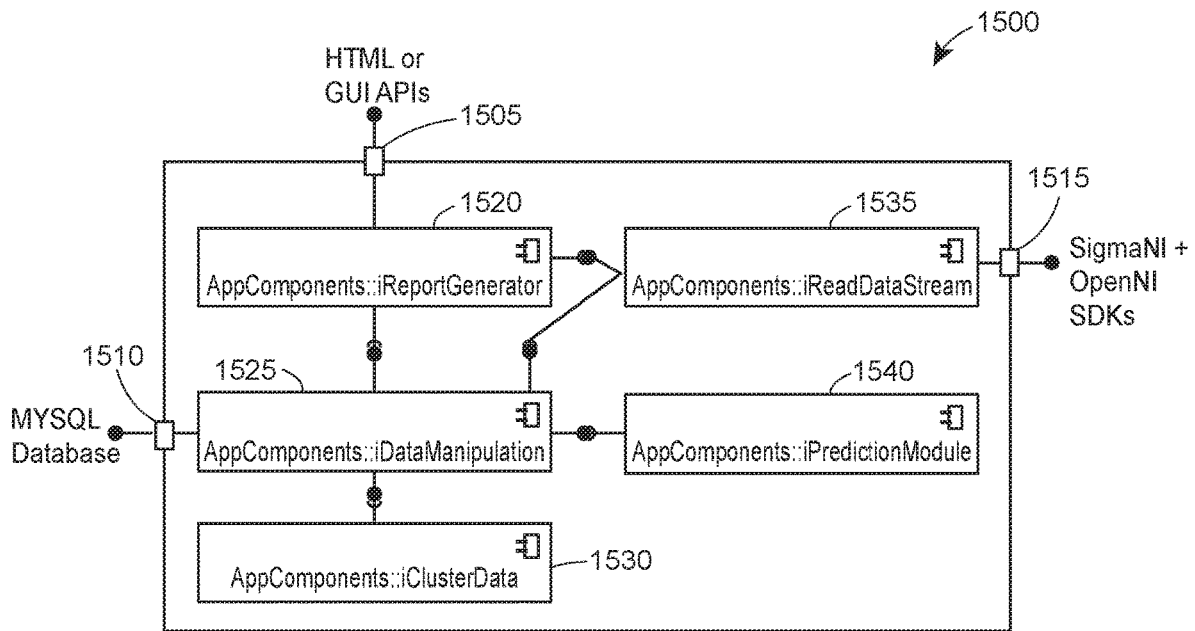 1500
HTML or
GUI APIs
1505
1520
1535
1515
AppComponents::iReportGenerator
AppComponents::iReadDataStream
SigmaNI +
OpenNI
SDKs
1510
1525
1540
MYSQL
Database
AppComponents::iDataManipulation
AppComponents::iPredictionModule
AppComponents::iClusterData
1530